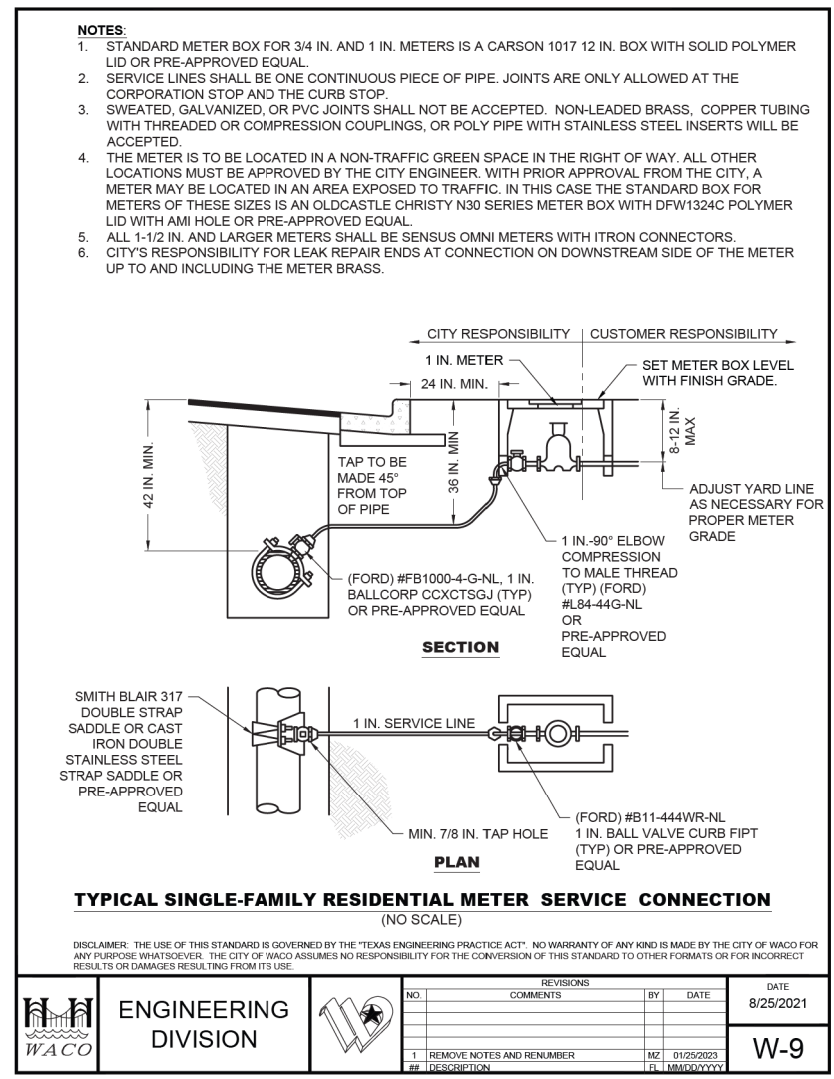 NOTES:
1. STANDARD METER BOX FOR 3/4 IN. AND 1 IN. METERS IS A CARSON 1017 12 IN. BOX WITH SOLID POLYMER
LID OR PRE-APPROVED EQUAL.
2. SERVICE LINES SHALL BE ONE CONTINUOUS PIECE OF PIPE. JOINTS ARE ONLY ALLOWED AT THE
CORPORATION STOP AND THE CURB STOP.
3. SWEATED, GALVANIZED, OR PVC JOINTS SHALL NOT BE ACCEPTED. NON-LEADED BRASS, COPPER TUBING
WITH THREADED OR COMPRESSION COUPLINGS, OR POLY PIPE WITH STAINLESS STEEL INSERTS WILL BE
ACCEPTED.
4. THE METER IS TO BE LOCATED IN A NON-TRAFFIC GREEN SPACE IN THE RIGHT OF WAY. ALL OTHER
LOCATIONS MUST BE APPROVED BY THE CITY ENGINEER. WITH PRIOR APPROVAL FROM THE CITY, A
METER MAY BE LOCATED IN AN AREA EXPOSED TO TRAFFIC. IN THIS CASE THE STANDARD BOX FOR
METERS OF THESE SIZES IS AN OLDCASTLE CHRISTY N30 SERIES METER BOX WITH DFW1324C POLYMER
LID WITH AMI HOLE OR PRE-APPROVED EQUAL.
5. ALL 1-1/2 IN. AND LARGER METERS SHALL BE SENSUS OMNI METERS WITH ITRON CONNECTORS.
6. CITY'S RESPONSIBILITY FOR LEAK REPAIR ENDS AT CONNECTION ON DOWNSTREAM SIDE OF THE METER
UP TO AND INCLUDING THE METER BRASS.
CITY RESPONSIBILITY
CUSTOMER RESPONSIBILITY
1 IN. METER
24 IN. MIN.
SET METER BOX LEVEL
WITH FINISH GRADE.
42 IN. MIN.
TAP TO BE
MADE 45°
FROM TOP
OF PIPE
36 IN. MIN
8-12 IN.
MAX
ADJUST YARD LINE
AS NECESSARY FOR
PROPER METER
GRADE
1 IN.-90° ELBOW
COMPRESSION
TO MALE THREAD
(TYP) (FORD)
#L84-44G-NL
OR
PRE-APPROVED
EQUAL
(FORD) #FB1000-4-G-NL, 1 IN.
BALLCORP CCXCTSGJ (TYP)
OR PRE-APPROVED EQUAL
SECTION
SMITH BLAIR 317
DOUBLE STRAP
SADDLE OR CAST
IRON DOUBLE
STAINLESS STEEL
STRAP SADDLE OR
PRE-APPROVED
EQUAL
1 IN. SERVICE LINE
MIN. 7/8 IN. TAP HOLE
(FORD) #B11-444WR-NL
1 IN. BALL VALVE CURB FIPT
(TYP) OR PRE-APPROVED
EQUAL
PLAN
TYPICAL SINGLE-FAMILY RESIDENTIAL METER SERVICE CONNECTION
(NO SCALE)
DISCLAIMER: THE USE OF THIS STANDARD IS GOVERNED BY THE "TEXAS ENGINEERING PRACTICE ACT". NO WARRANTY OF ANY KIND IS MADE BY THE CITY OF WACO FOR
ANY PURPOSE WHATSOEVER. THE CITY OF WACO ASSUMES NO RESPONSIBILITY FOR THE CONVERSION OF THIS STANDARD TO OTHER FORMATS OR FOR INCORRECT
RESULTS OR DAMAGES RESULTING FROM ITS USE.
WACO
ENGINEERING
DIVISION
REVISIONS
NO. COMMENTS BY DATE
1 REMOVE NOTES AND RENUMBER MZ 01/25/2023
## DESCRIPTION FL MM/DD/YYYY
DATE
8/25/2021
W-9